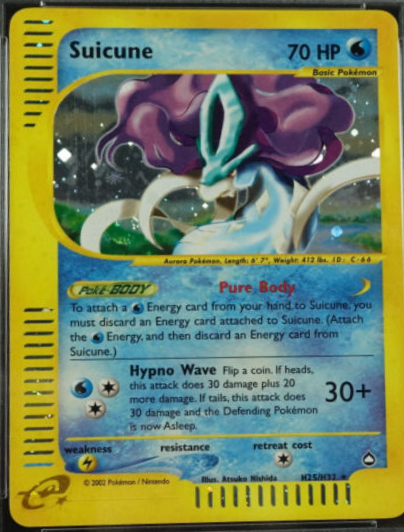 Suicune 70 HP
Basic Pokémon
Aurora Pokémon, Length: 6' 7", Weight: 412 lbs. ID: C-66
Poké-BODY Pure Body
To attach a Energy card from your hand to Suicune, you
must discard an Energy card attached to Suicune. (Attach
the Energy, and then discard an Energy card from
Suicune.)
Hypno Wave Flip a coin. If heads,
this attack does 30 damage plus 20
more damage. If tails, this attack does
30 damage and the Defending Pokémon
is now Asleep.
30+
weakness resistance retreat cost
© 2002 Pokémon / Nintendo Illus. Atsuko Nishida H25/H32 ★
e